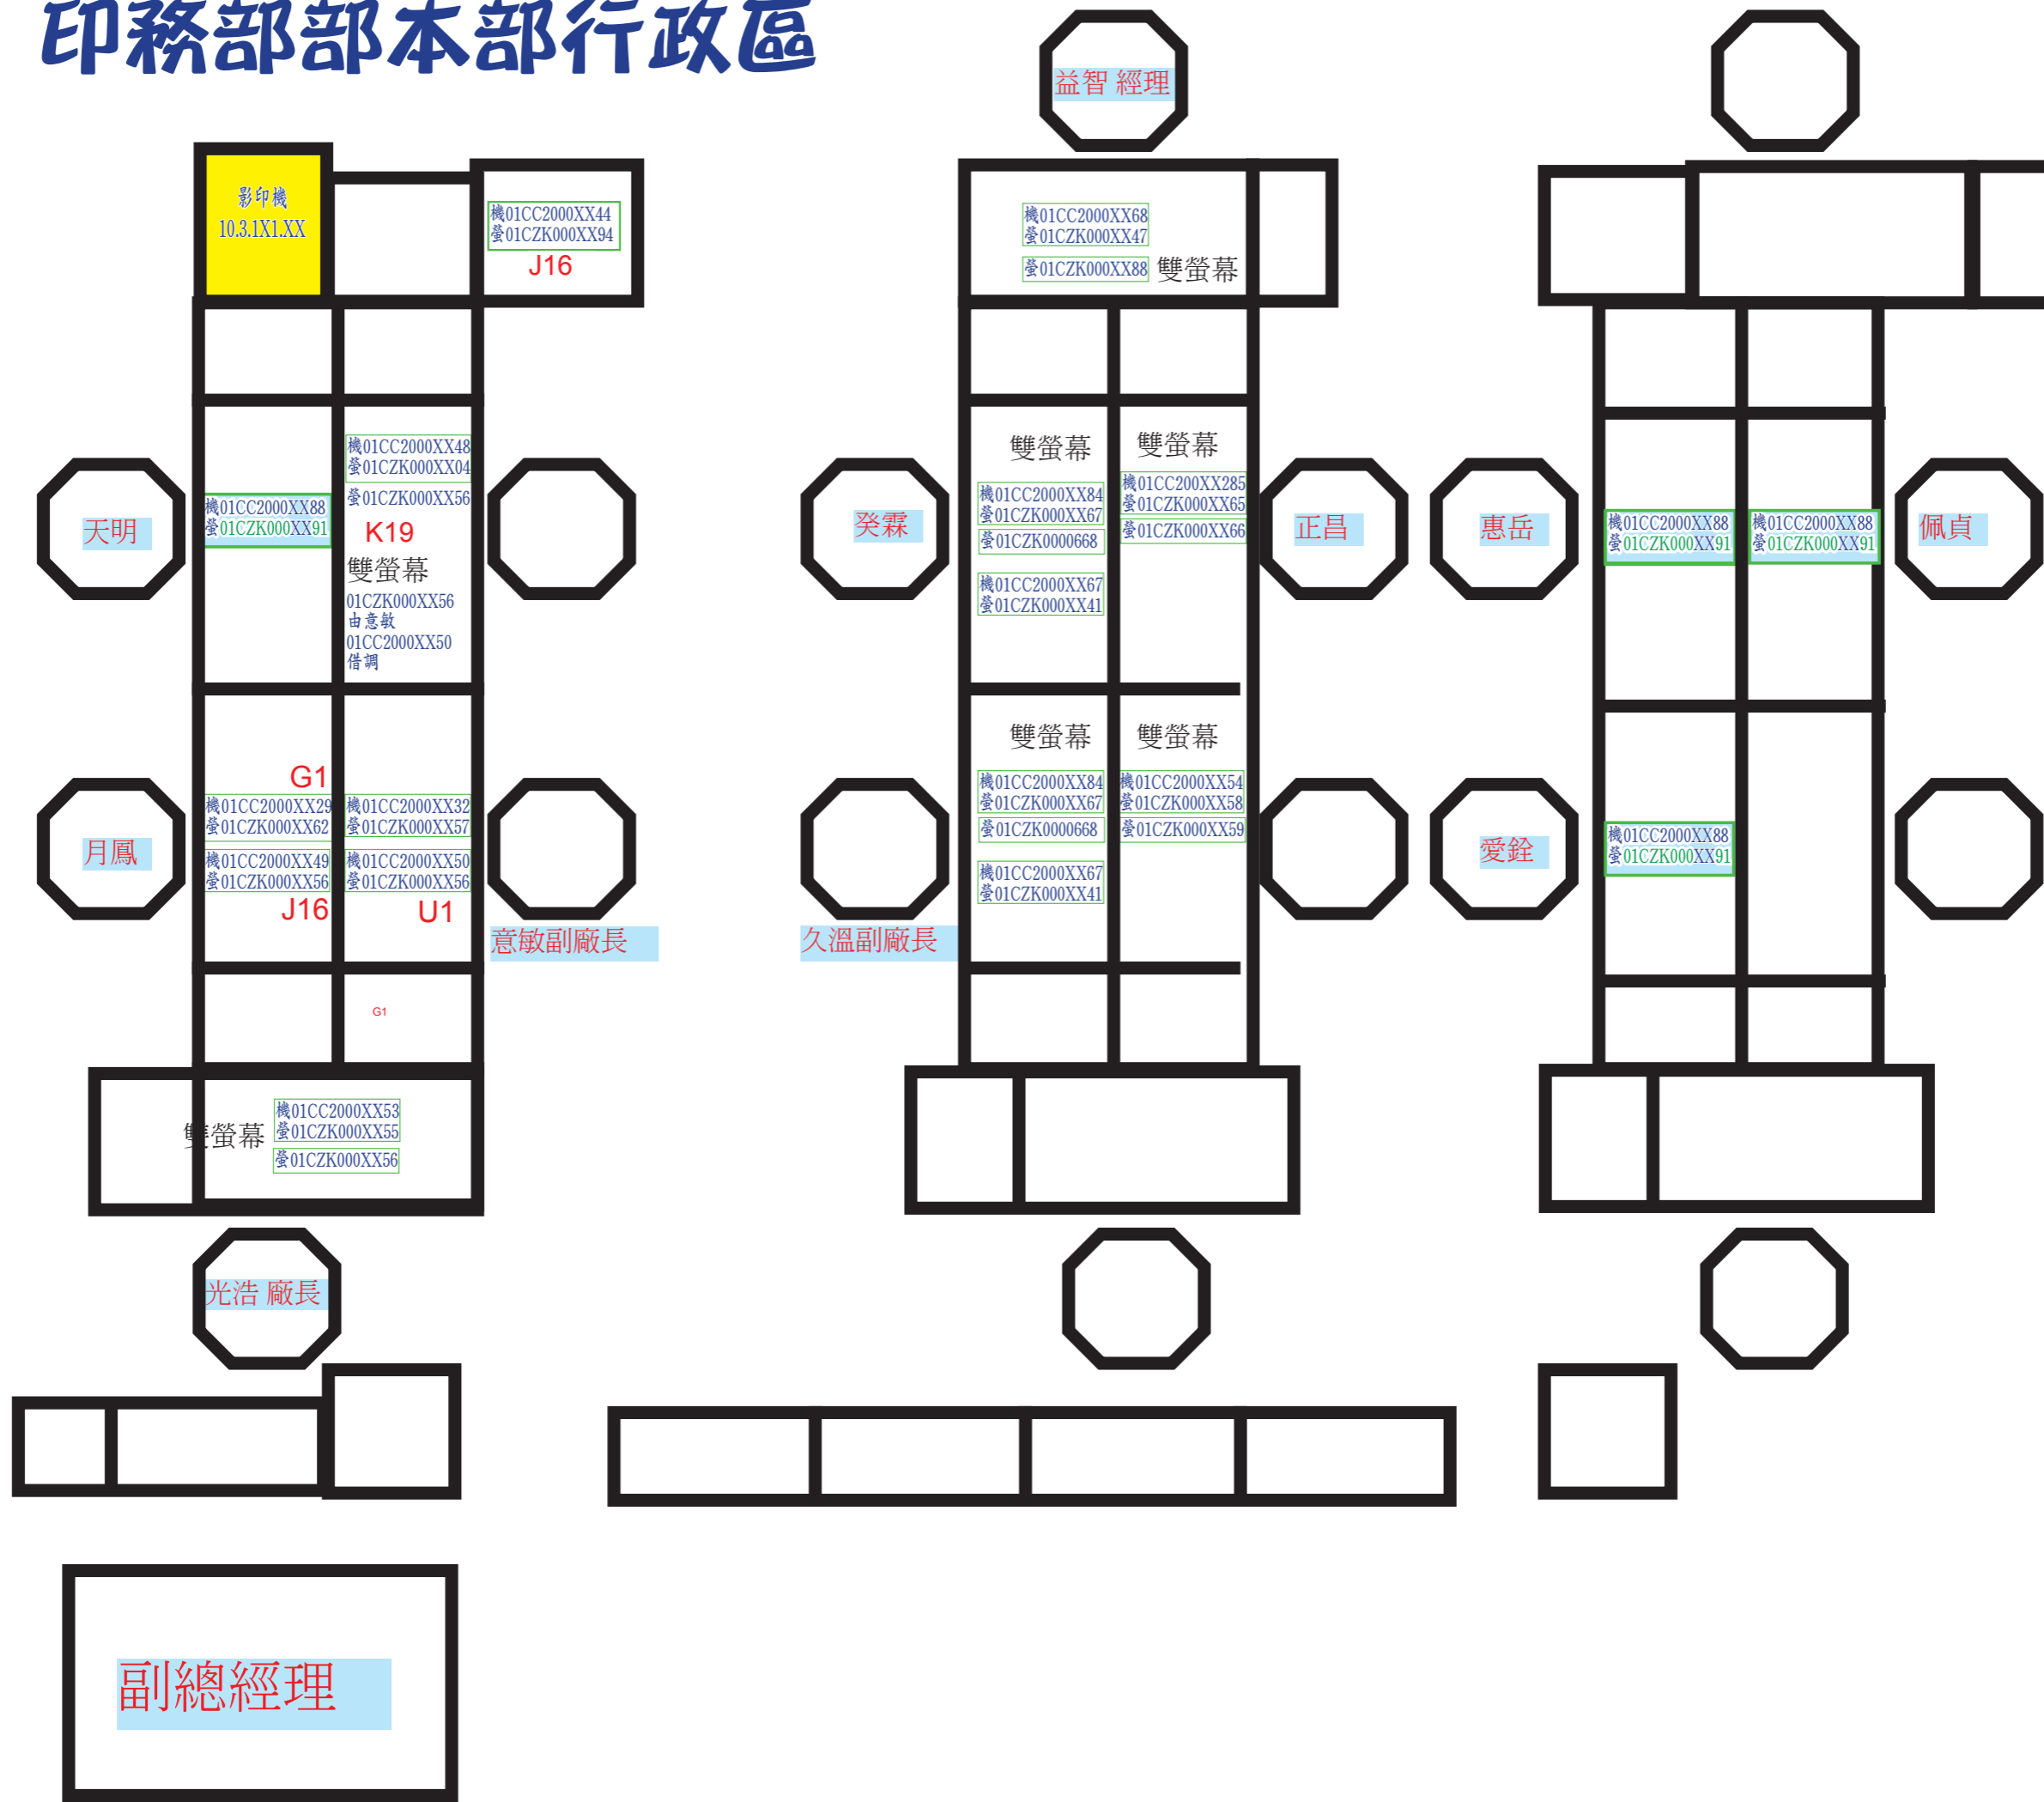 印務部部本部行政區
益智 經理
影印機
10.3.1X1.XX
機01CC2000XX44
螢01CZK000XX94
J16
機01CC2000XX68
螢01CZK000XX47
螢01CZK000XX88
雙螢幕
天明
機01CC2000XX88
螢01CZK000XX91
機01CC2000XX48
螢01CZK000XX04
螢01CZK000XX56
K19
雙螢幕
01CZK000XX56
由意敏
01CC2000XX50
借調
癸霖
雙螢幕
機01CC2000XX84
螢01CZK000XX67
螢01CZK0000668
機01CC2000XX67
螢01CZK000XX41
雙螢幕
機01CC200XX285
螢01CZK000XX65
螢01CZK000XX66
正昌
惠岳
機01CC2000XX88
螢01CZK000XX91
機01CC2000XX88
螢01CZK000XX91
佩貞
月鳳
G1
機01CC2000XX29
螢01CZK000XX62
機01CC2000XX49
螢01CZK000XX56
J16
機01CC2000XX32
螢01CZK000XX57
機01CC2000XX50
螢01CZK000XX56
U1
意敏副廠長
久溫副廠長
雙螢幕
機01CC2000XX84
螢01CZK000XX67
螢01CZK0000668
機01CC2000XX67
螢01CZK000XX41
雙螢幕
機01CC2000XX54
螢01CZK000XX58
螢01CZK000XX59
愛銓
機01CC2000XX88
螢01CZK000XX91
G1
雙螢幕
機01CC2000XX53
螢01CZK000XX55
螢01CZK000XX56
光浩 廠長
副總經理